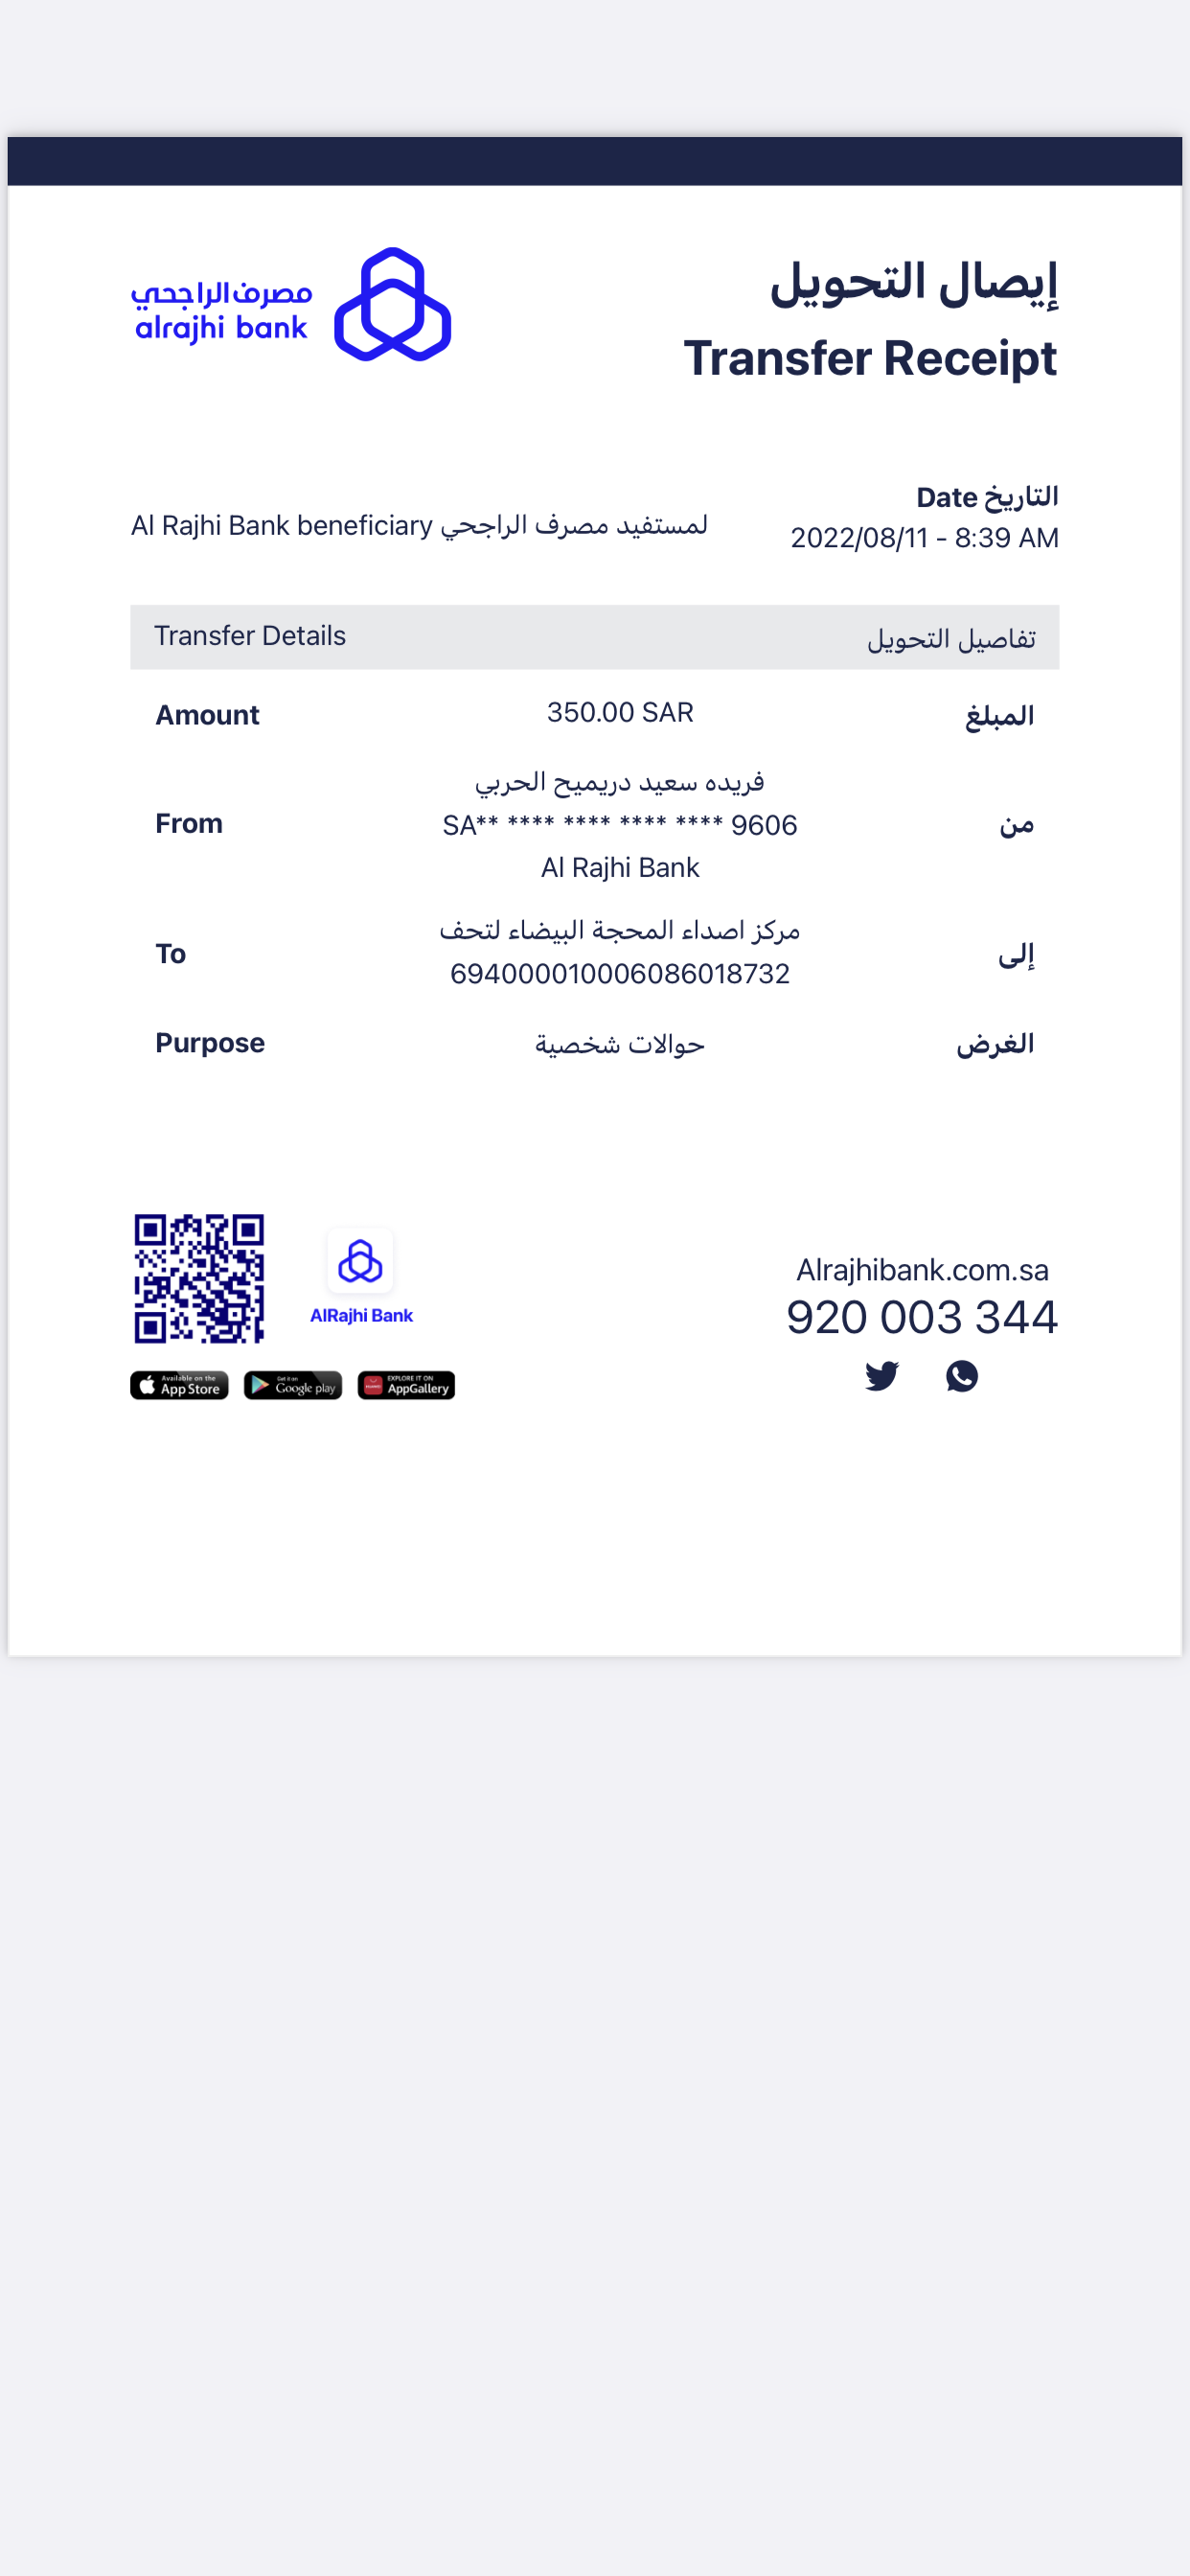 مصرف الراجحي
alrajhi bank
إيصال التحويل
Transfer Receipt
التاريخ Date
2022/08/11 - 8:39 AM
لمستفيد مصرف الراجحي Al Rajhi Bank beneficiary
Transfer Details تفاصيل التحويل
Amount 350.00 SAR المبلغ
فريده سعيد دريميح الحربي
From SA** **** **** **** **** 9606 من
Al Rajhi Bank
مركز اصداء المحجة البيضاء لتحف
To إلى
694000010006086018732
Purpose حوالات شخصية الغرض
AlRajhi Bank
Available on the
App Store
Get it on
Google play
HUAWEI
EXPLORE IT ON
AppGallery
Alrajhibank.com.sa
920 003 344